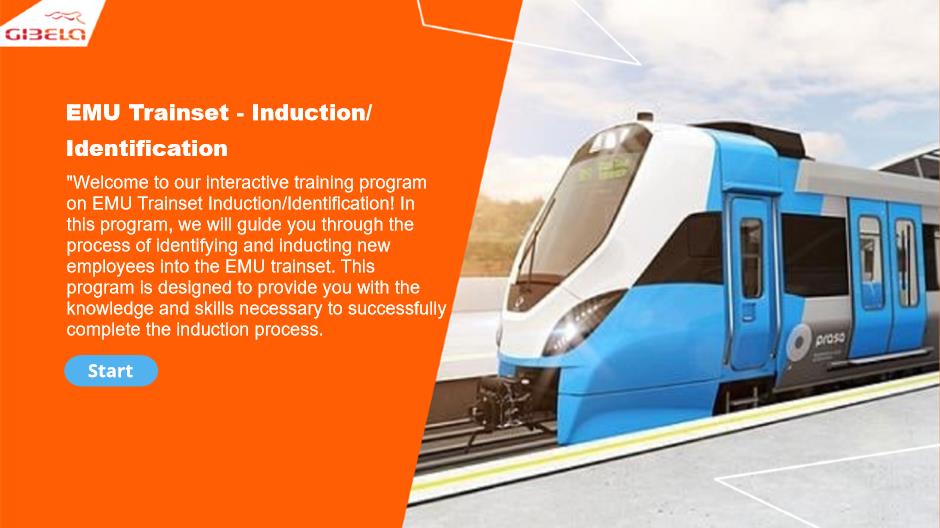 GIBELA
EMU Trainset - Induction/
Identification
"Welcome to our interactive training program
on EMU Trainset Induction/Identification! In
this program, we will guide you through the
process of identifying and inducting new
employees into the EMU trainset. This
program is designed to provide you with the
knowledge and skills necessary to successfully
complete the induction process.
Start
prasa